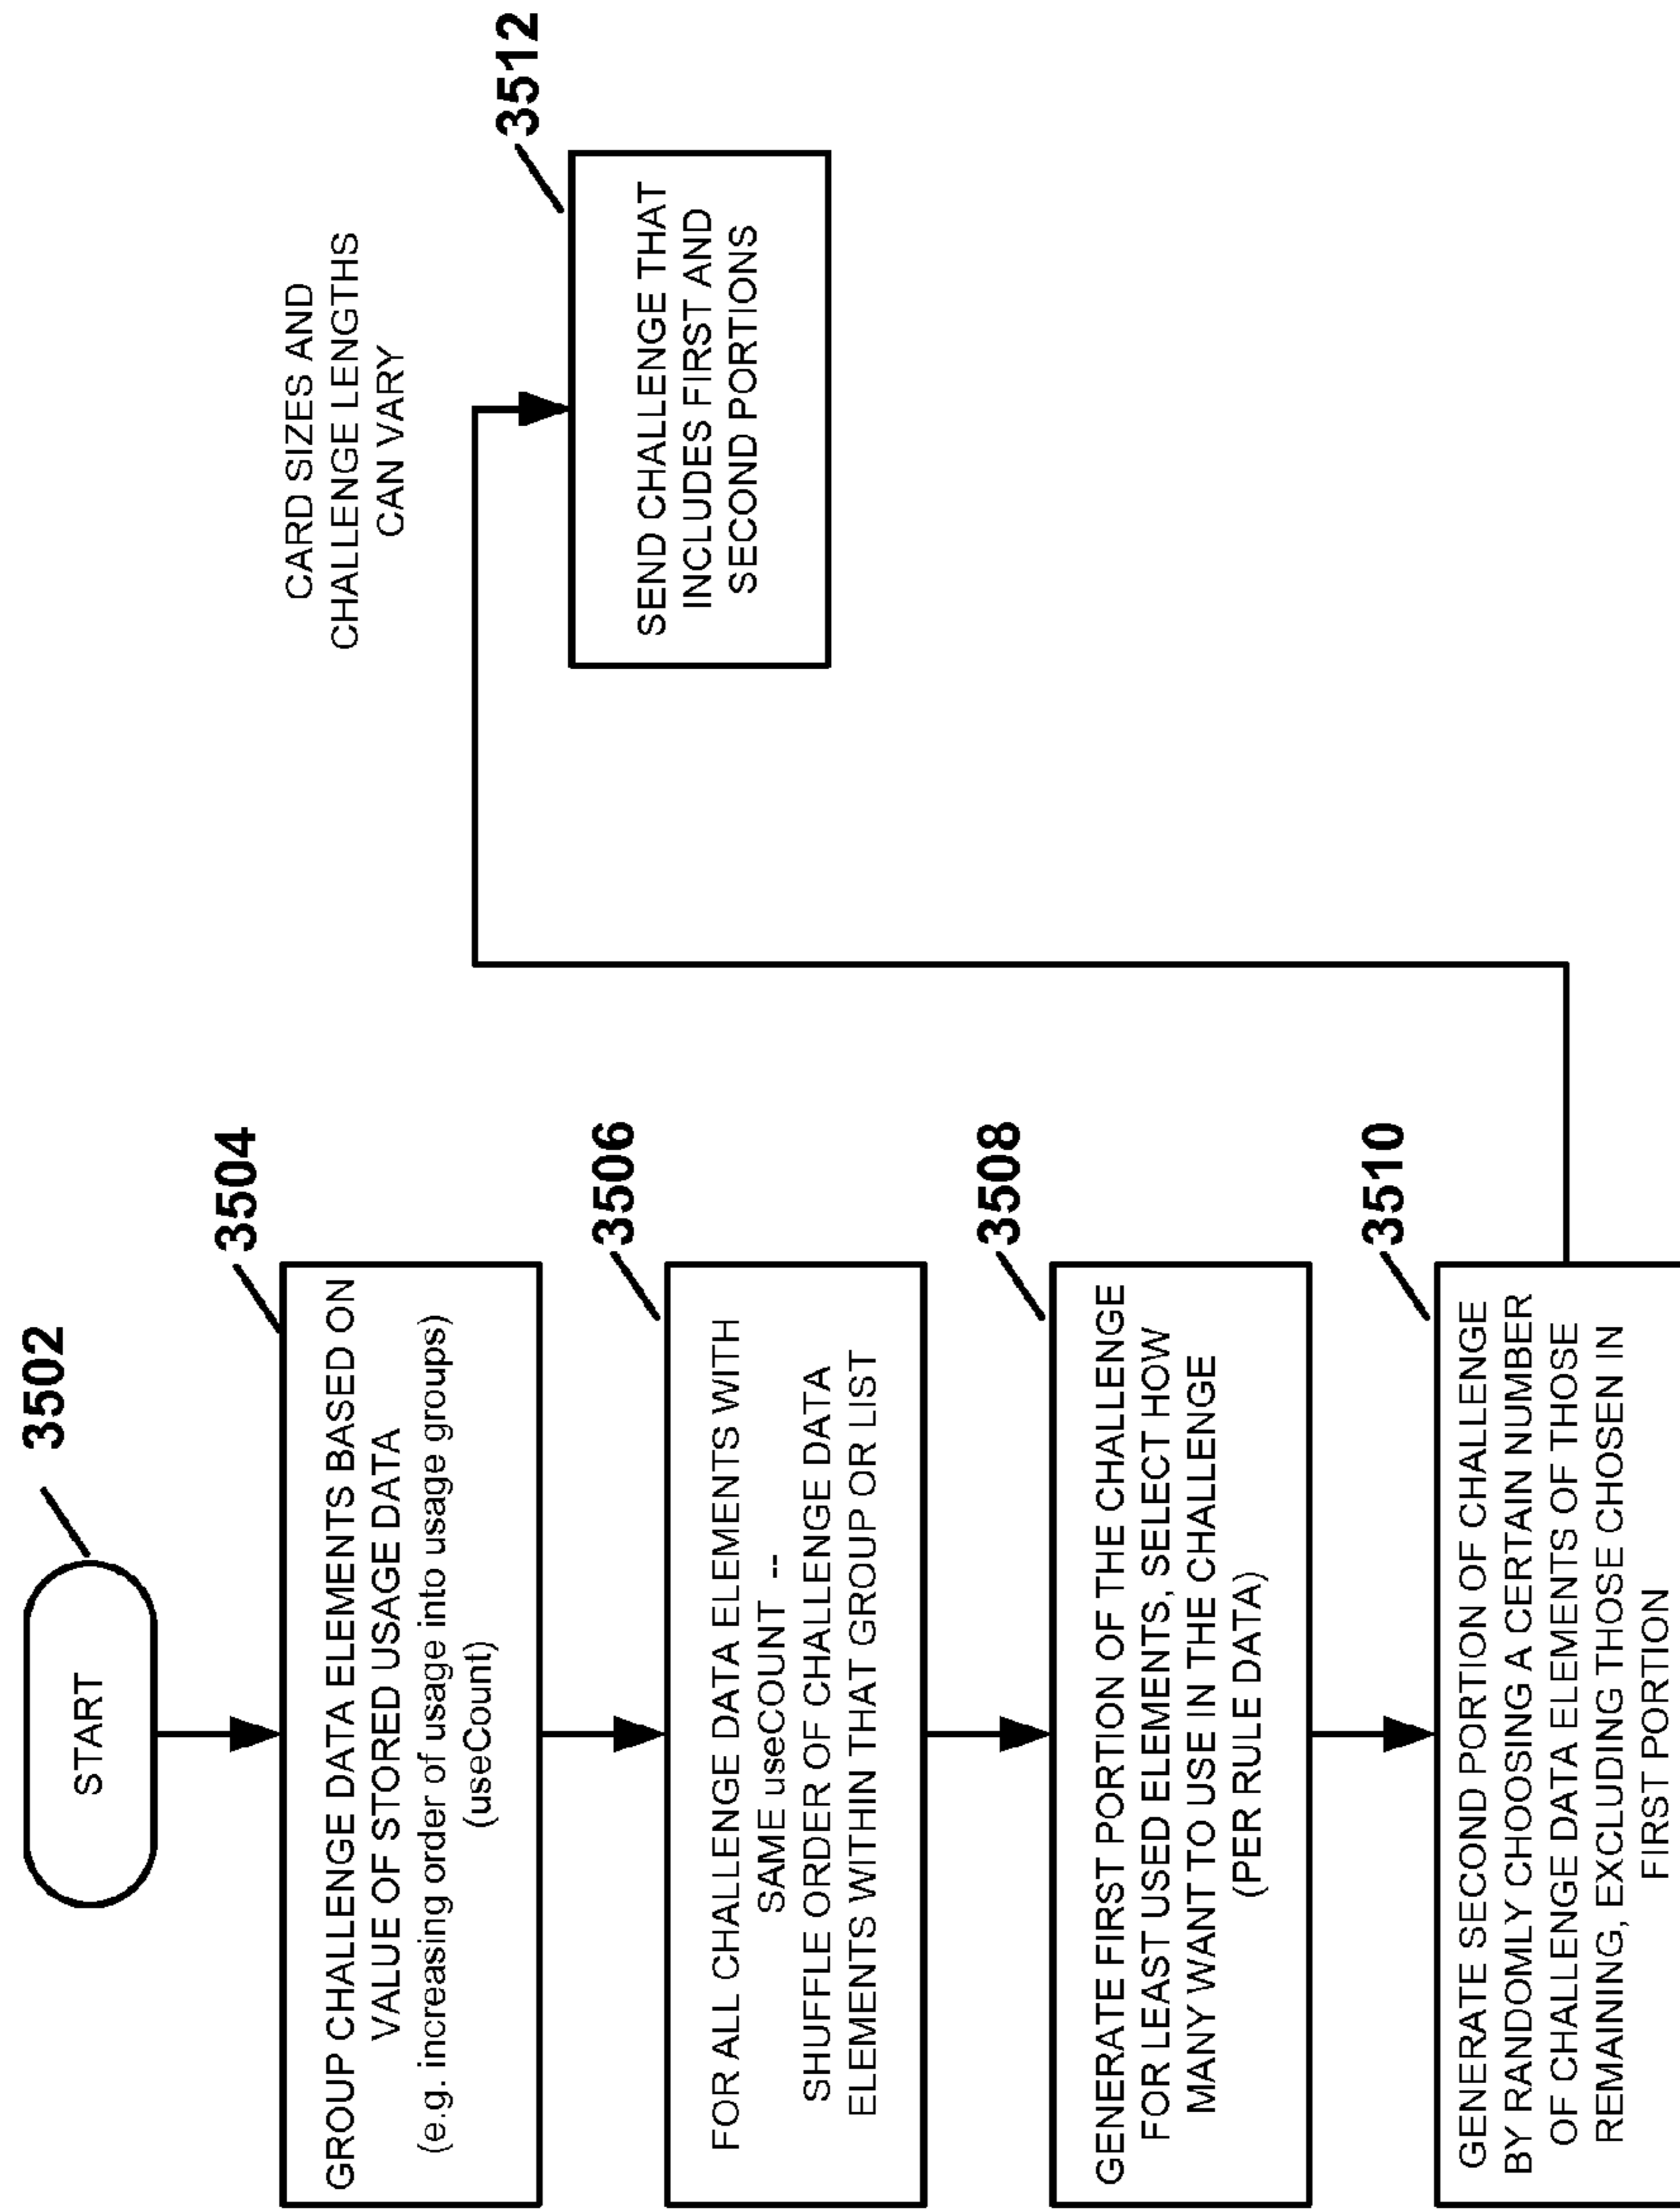 3502
START
3504
GROUP CHALLENGE DATA ELEMENTS BASED ON
VALUE OF STORED USAGE DATA
(e.g. increasing order of usage into usage groups)
(useCount)
3506
FOR ALL CHALLENGE DATA ELEMENTS WITH
SAME useCOUNT --
SHUFFLE ORDER OF CHALLENGE DATA
ELEMENTS WITHIN THAT GROUP OR LIST
3508
GENERATE FIRST PORTION OF THE CHALLENGE
FOR LEAST USED ELEMENTS, SELECT HOW
MANY WANT TO USE IN THE CHALLENGE
(PER RULE DATA)
3510
GENERATE SECOND PORTION OF CHALLENGE
BY RANDOMLY CHOOSING A CERTAIN NUMBER
OF CHALLENGE DATA ELEMENTS OF THOSE
REMAINING, EXCLUDING THOSE CHOSEN IN
FIRST PORTION
CARD SIZES AND
CHALLENGE LENGTHS
CAN VARY
3512
SEND CHALLENGE THAT
INCLUDES FIRST AND
SECOND PORTIONS